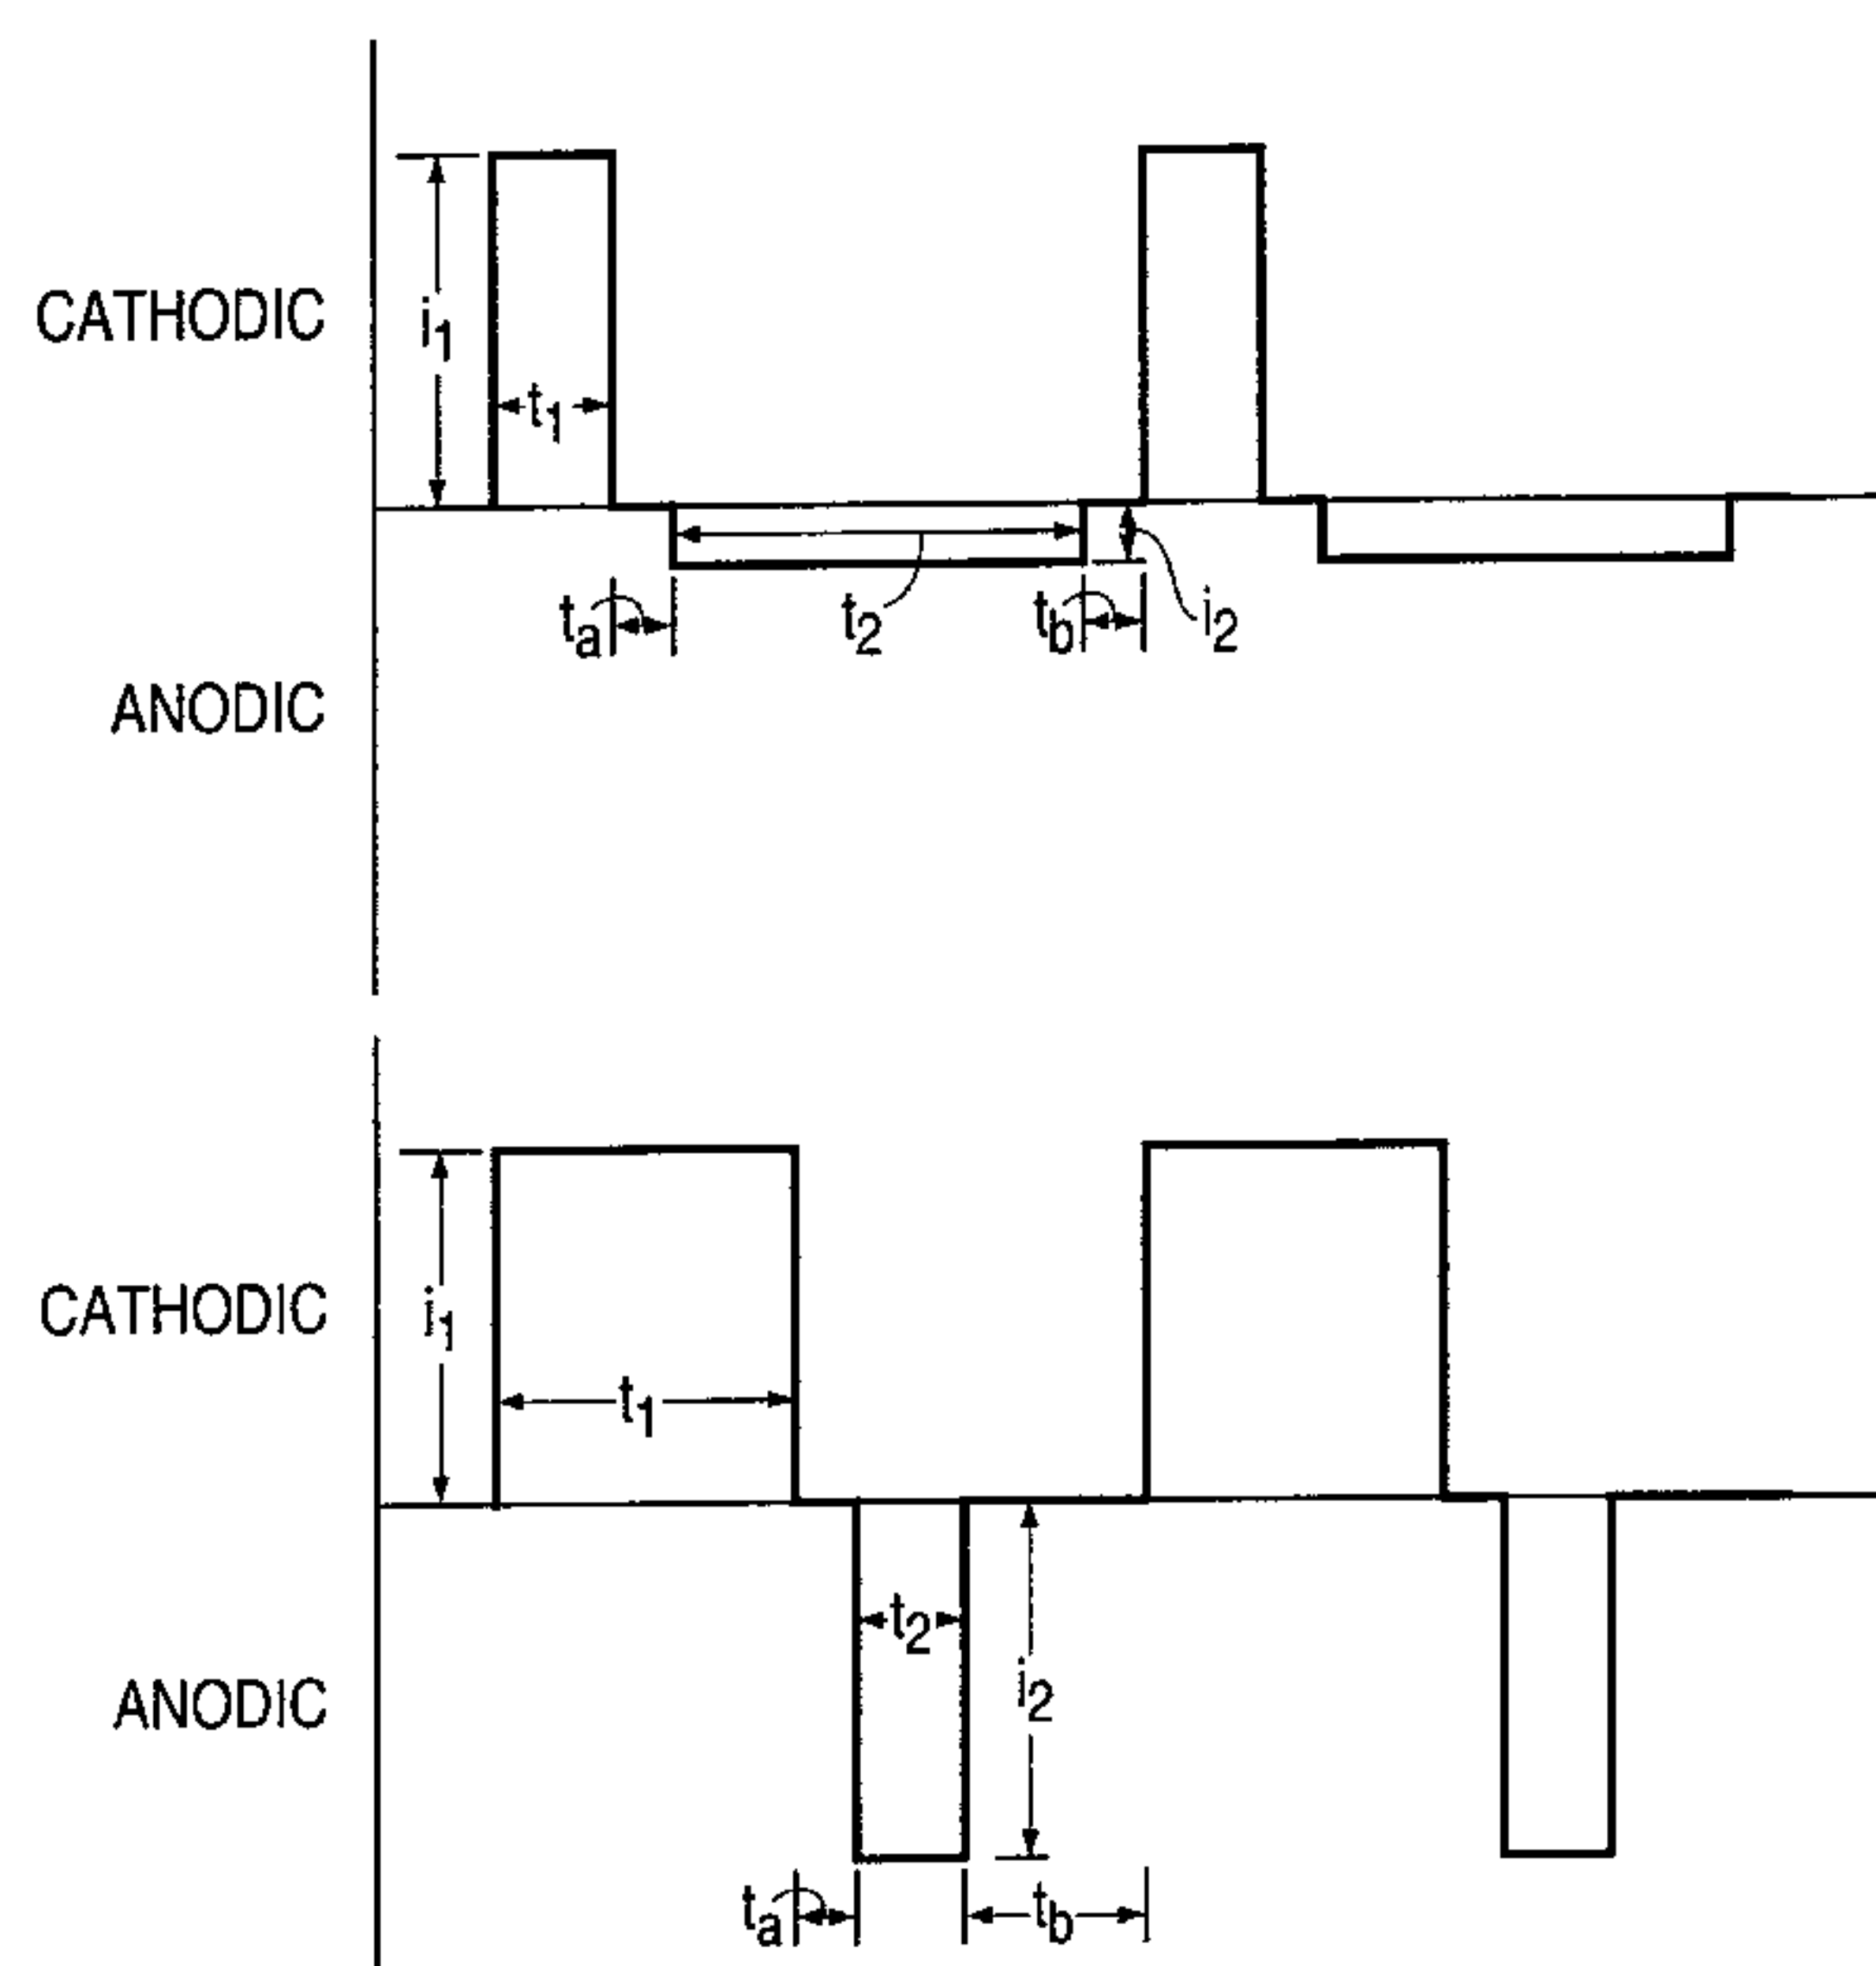 CATHODIC
i1
t1
ta
t2
tb
i2
ANODIC
CATHODIC
i1
t1
t2
i2
ANODIC
ta
tb